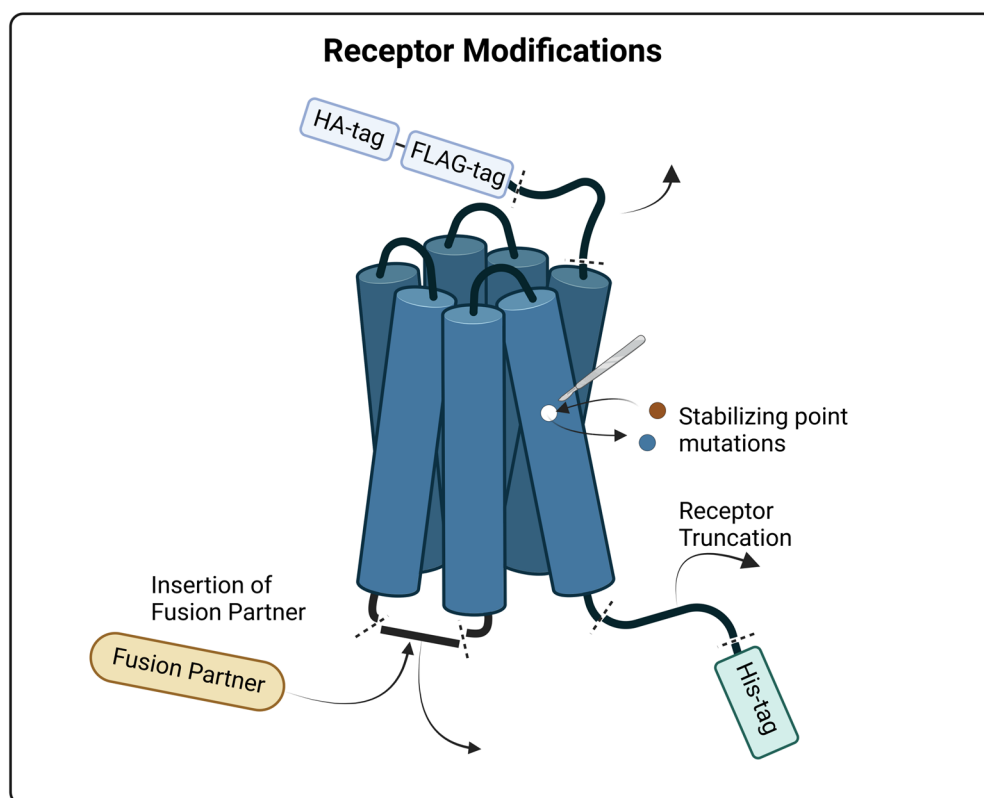 Receptor Modifications
HA-tag
FLAG-tag
Stabilizing point
mutations
Receptor
Truncation
Insertion of
Fusion Partner
Fusion Partner
His-tag